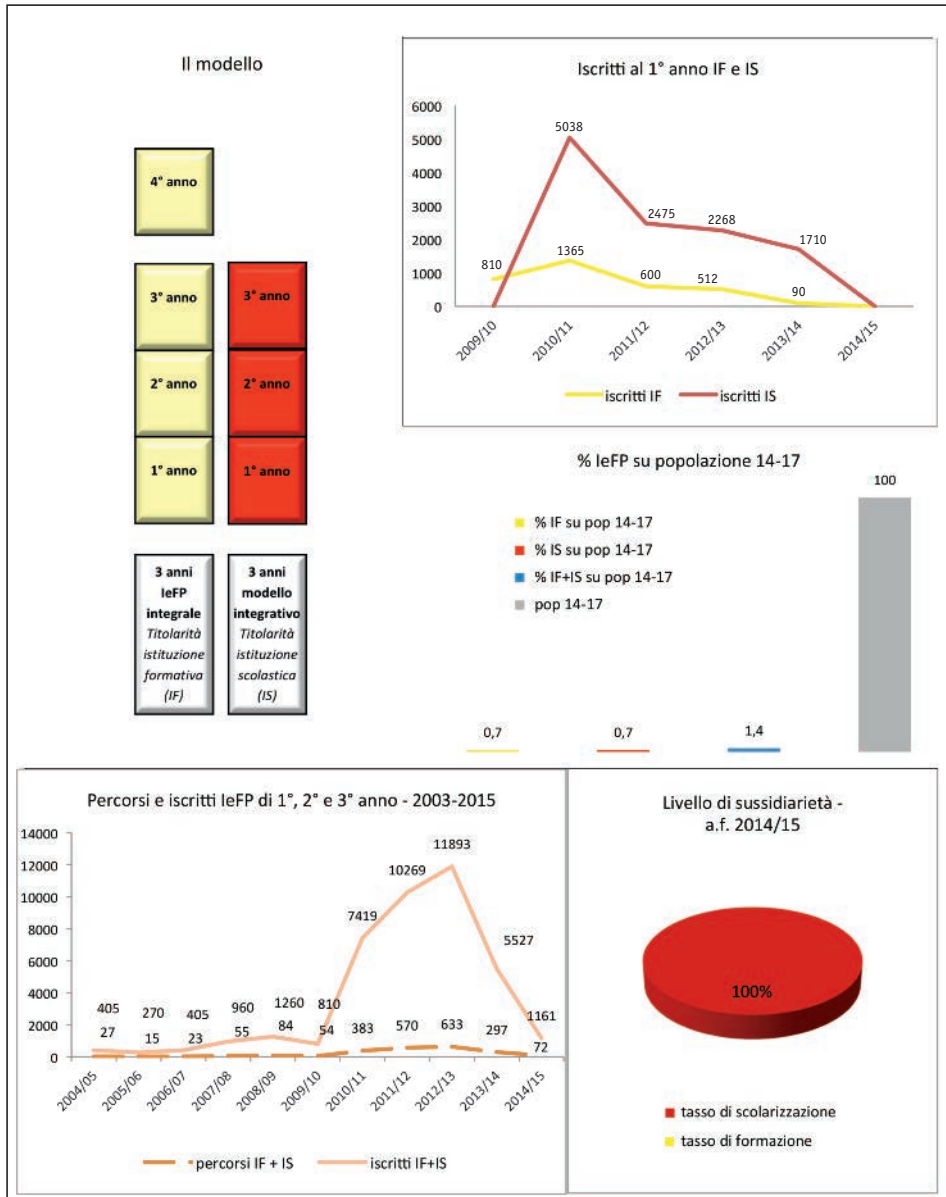 Il modello
4° anno
3° anno
3° anno
2° anno
2° anno
1° anno
1° anno
3 anni
IeFP
integrale
Titolarità
istituzione
formativa
(IF)
3 anni
modello
integrativo
Titolarità
istituzione
scolastica
(IS)
Iscritti al 1° anno IF e IS
6000
5000
4000
3000
2000
1000
0
5038
2475
2268
1710
810
1365
600
512
90
2009/10
2010/11
2011/12
2012/13
2013/14
2014/15
iscritti IF
iscritti IS
% IeFP su popolazione 14-17
100
% IF su pop 14-17
% IS su pop 14-17
% IF+IS su pop 14-17
pop 14-17
0,7
0,7
1,4
Percorsi e iscritti IeFP di 1°, 2° e 3° anno - 2003-2015
14000
12000
10000
8000
6000
4000
2000
0
405
270
405
960
1260
810
7419
10269
11893
5527
1161
27
15
23
55
84
54
383
570
633
297
72
2004/05
2005/06
2006/07
2007/08
2008/09
2009/10
2010/11
2011/12
2012/13
2013/14
2014/15
percorsi IF + IS
iscritti IF+IS
Livello di sussidiarietà -
a.f. 2014/15
100%
tasso di scolarizzazione
tasso di formazione